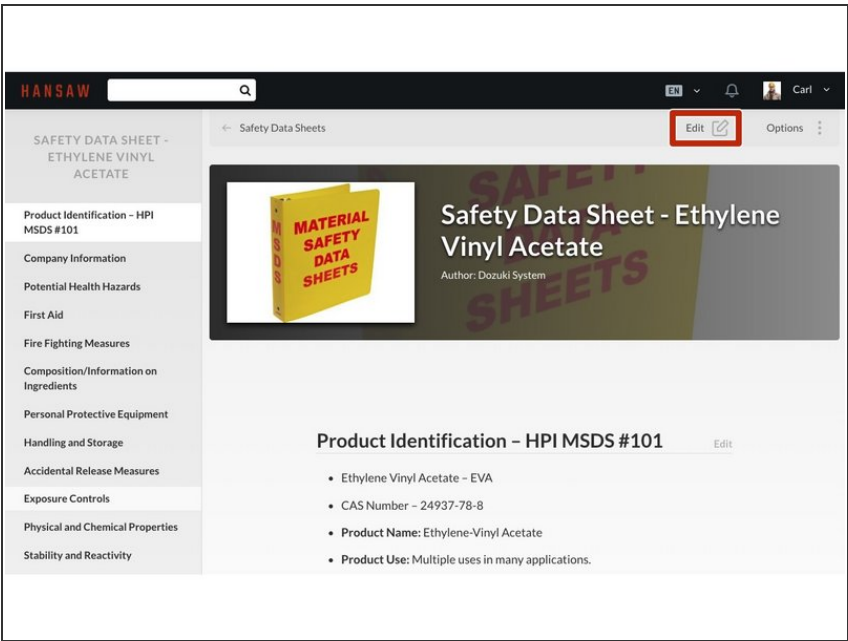 HANSAW
EN
Carl
SAFETY DATA SHEET -
ETHYLENE VINYL
ACETATE
← Safety Data Sheets
Edit
Options
Product Identification – HPI
MSDS #101
Company Information
Potential Health Hazards
First Aid
Fire Fighting Measures
Composition/Information on
Ingredients
Personal Protective Equipment
Handling and Storage
Accidental Release Measures
Exposure Controls
Physical and Chemical Properties
Stability and Reactivity
MSDS
MATERIAL
SAFETY
DATA
SHEETS
SAFETY
SHEETS
Safety Data Sheet - Ethylene
Vinyl Acetate
Author: Dozuki System
Product Identification – HPI MSDS #101
Edit
• Ethylene Vinyl Acetate – EVA
• CAS Number – 24937-78-8
• Product Name: Ethylene-Vinyl Acetate
• Product Use: Multiple uses in many applications.